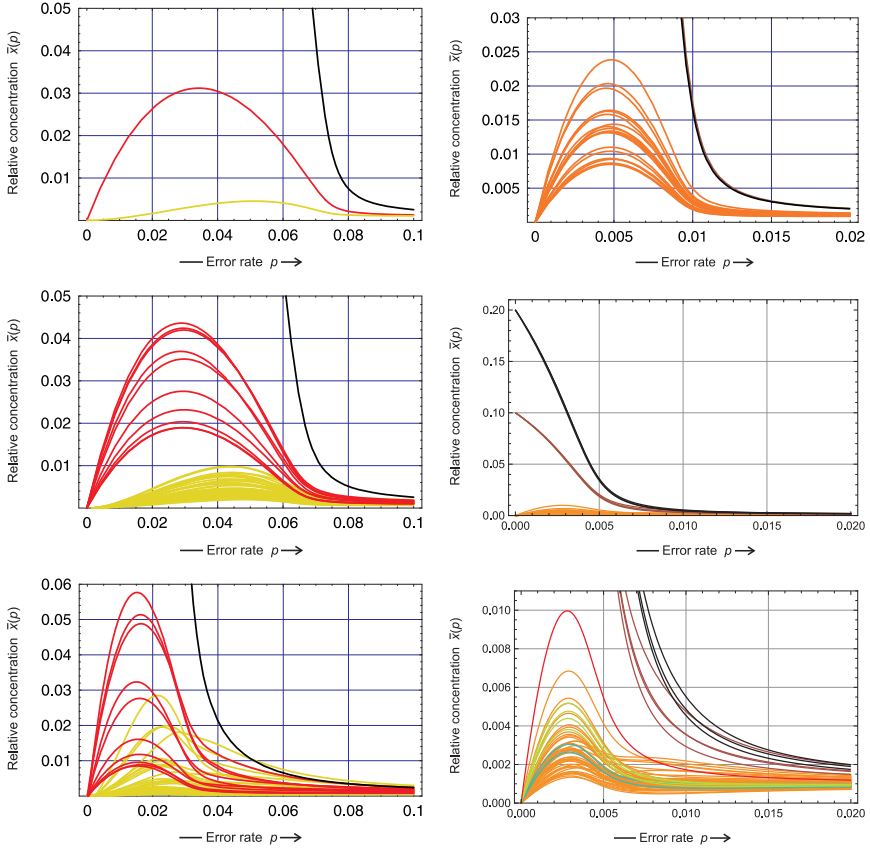 0.05
0.04
0.03
0.02
0.01
Relative concentration x̄(p)
0 0.02 0.04 0.06 0.08 0.1
Error rate p →
0.03
0.025
0.02
0.015
0.01
0.005
Relative concentration x̄(p)
0 0.005 0.01 0.015 0.02
Error rate p →
0.05
0.04
0.03
0.02
0.01
Relative concentration x̄(p)
0 0.02 0.04 0.06 0.08 0.1
Error rate p →
0.20
0.15
0.10
0.05
0.00
Relative concentration x̄(p)
0.000 0.005 0.010 0.015 0.020
Error rate p →
0.06
0.05
0.04
0.03
0.02
0.01
Relative concentration x̄(p)
0 0.02 0.04 0.06 0.08 0.1
Error rate p →
0.010
0.008
0.006
0.004
0.002
0.000
Relative concentration x̄(p)
0.000 0.005 0.010 0.015 0.020
Error rate p →